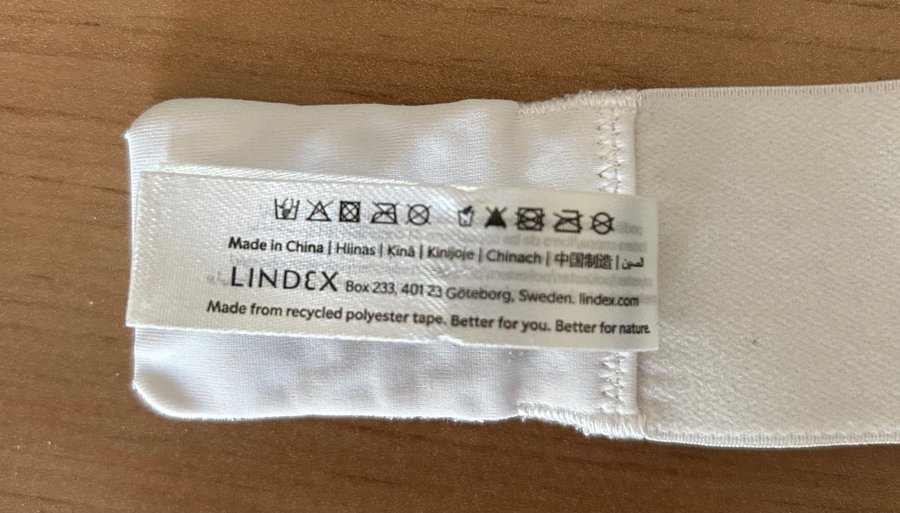 Made in China | Hiinas | Ķīnā | Kinijoje | Chinach | 中国制造 | الصين
LINDEX Box 233, 401 23 Göteborg, Sweden. lindex.com
Made from recycled polyester tape. Better for you. Better for nature.